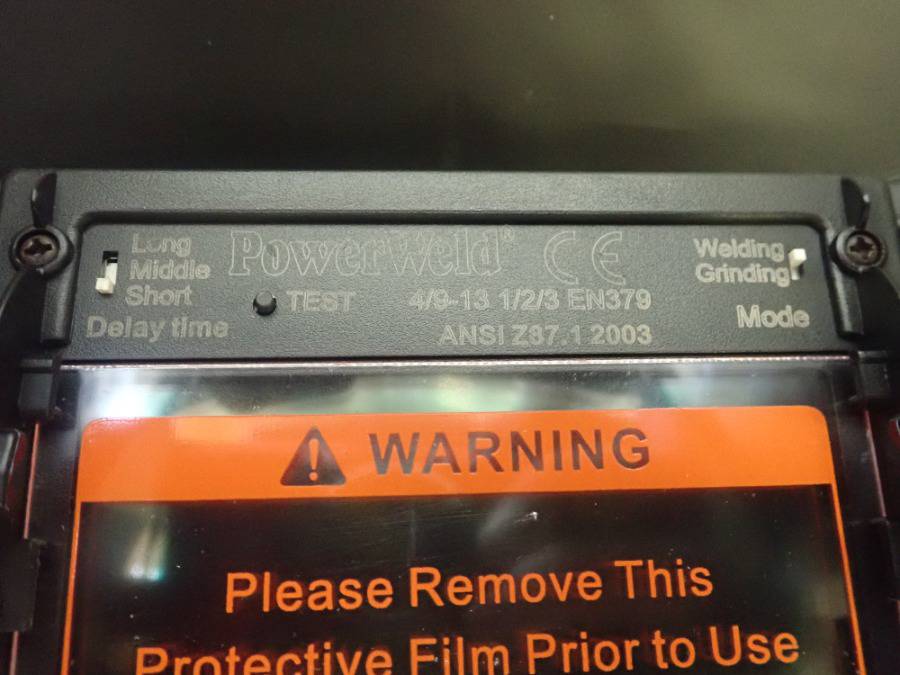 Long
Middle
Short
Delay time
TEST
PowerWeld®
CE
4/9-13 1/2/3 EN379
ANSI Z87.1 2003
Welding
Grinding
Mode
WARNING
Please Remove This
Protective Film Prior to Use